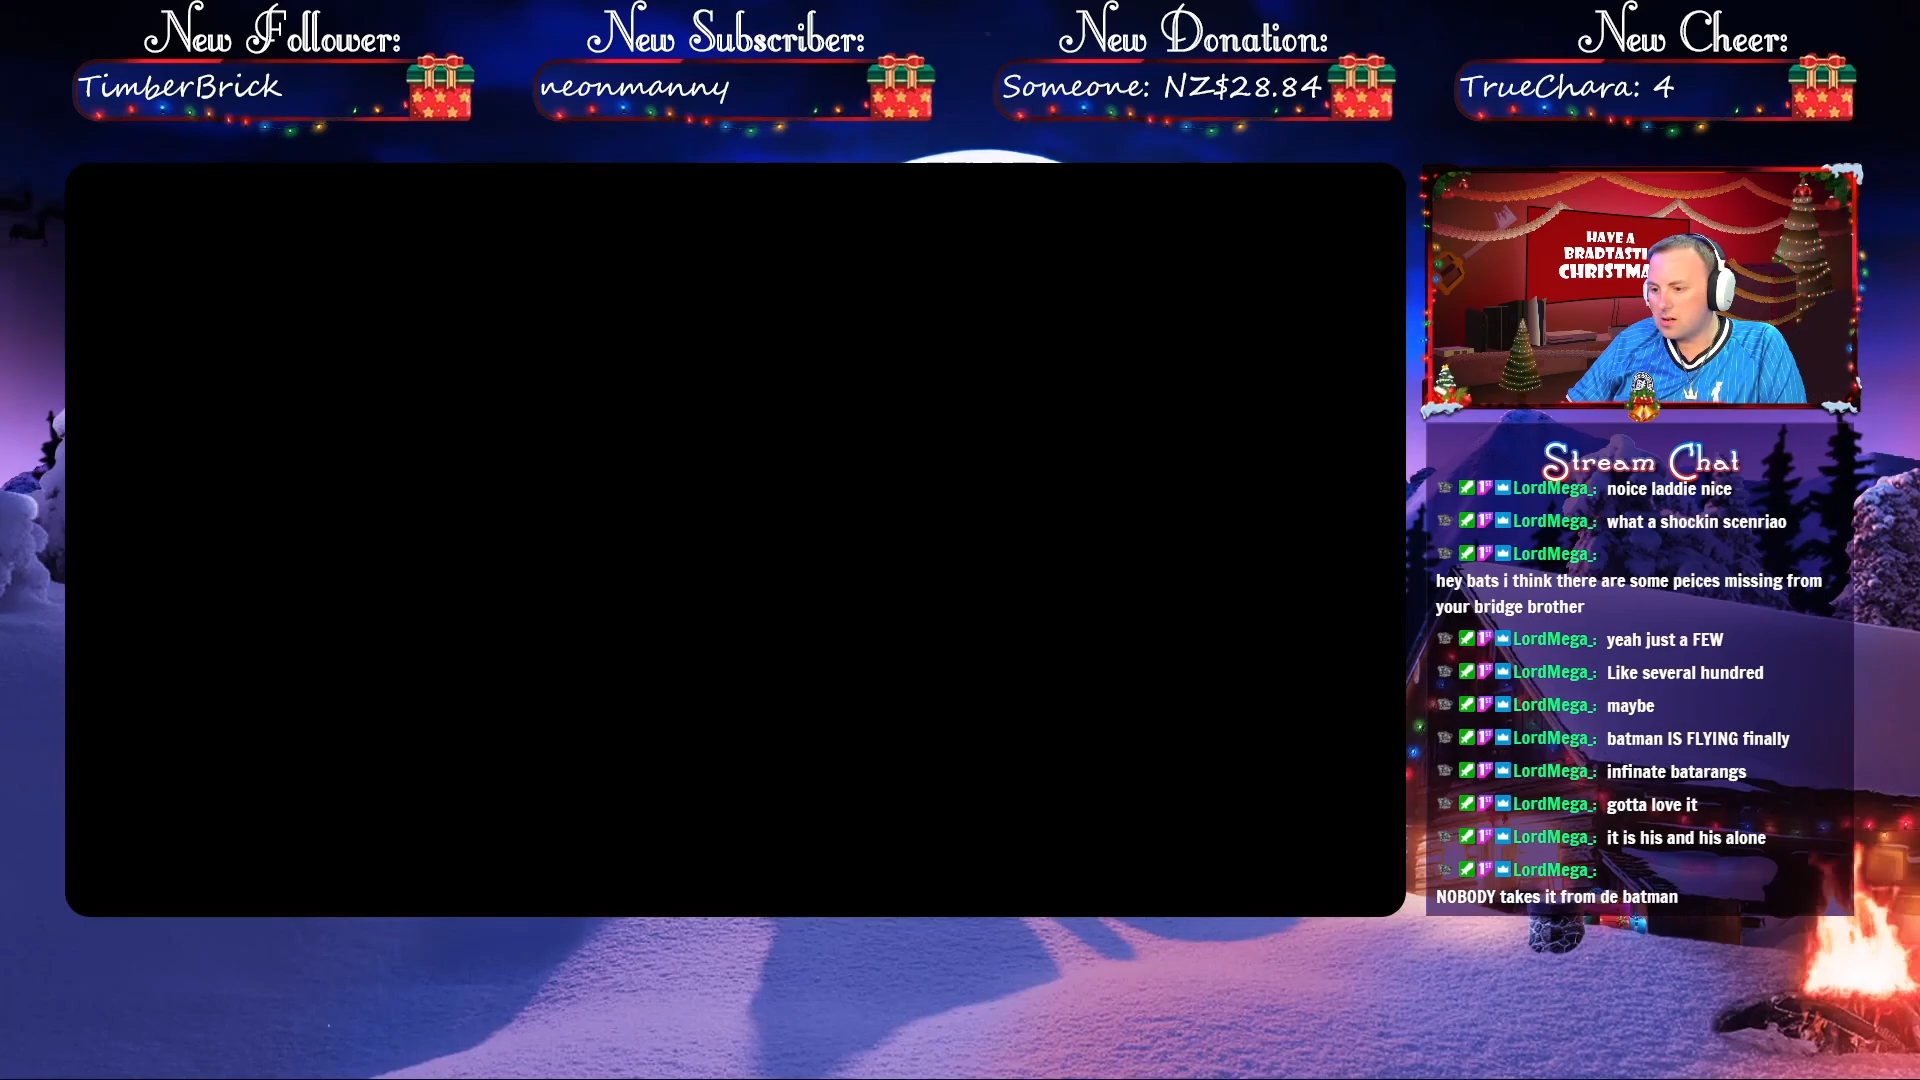 New Follower:
New Subscriber:
New Donation:
New Cheer:
TimberBrick
neonmanny
Someone: NZ$28.84
TrueChara: 4
HAVE A
BRADTASTI
CHRISTMA
Stream Chat
LordMega_: noice laddie nice
LordMega_: what a shockin scenriao
LordMega_:
hey bats i think there are some peices missing from
your bridge brother
LordMega_: yeah just a FEW
LordMega_: Like several hundred
LordMega_: maybe
LordMega_: batman IS FLYING finally
LordMega_: infinate batarangs
LordMega_: gotta love it
LordMega_: it is his and his alone
LordMega_:
NOBODY takes it from de batman